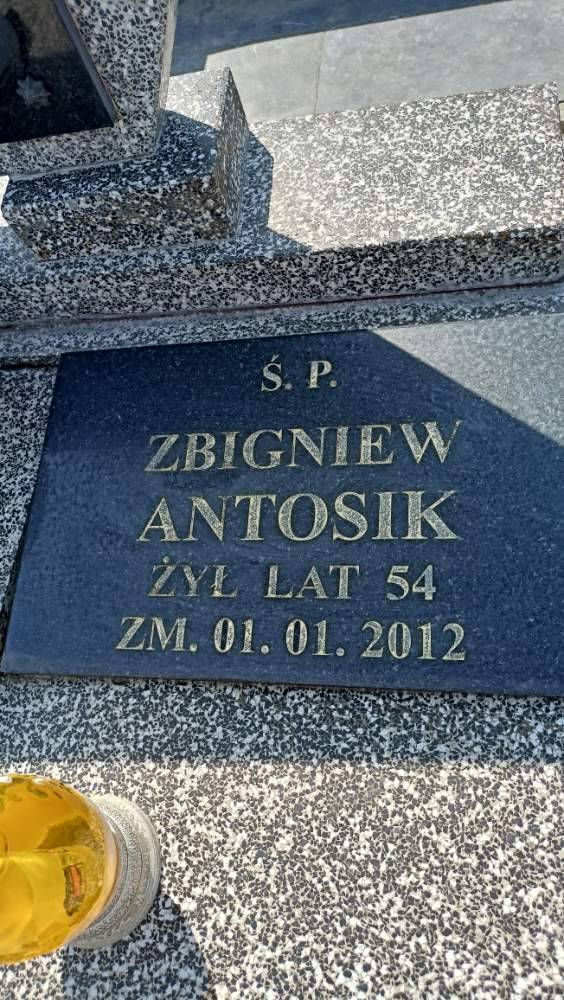 Ś. P.
ZBIGNIEW
ANTOSIK
ŻYŁ LAT 54
ZM. 01. 01. 2012